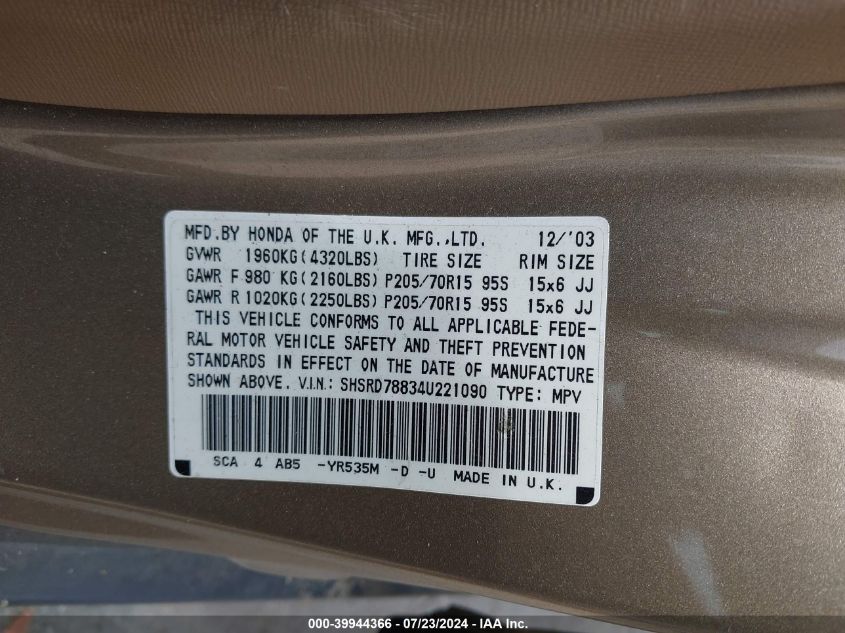 MFD.BY HONDA OF THE U.K. MFG.,LTD. 12/'03
GVWR 1960KG(4320LBS) TIRE SIZE RIM SIZE
GAWR F 980 KG(2160LBS) P205/70R15 95S 15x6 JJ
GAWR R 1020KG(2250LBS) P205/70R15 95S 15x6 JJ
THIS VEHICLE CONFORMS TO ALL APPLICABLE FEDE-
RAL MOTOR VEHICLE SAFETY AND THEFT PREVENTION
STANDARDS IN EFFECT ON THE DATE OF MANUFACTURE
SHOWN ABOVE. V.I.N.: SHSRD78834U221090 TYPE: MPV
SCA 4 AB5 -YR535M -D -U MADE IN U.K.
000-39944366 - 07/23/2024 - IAA Inc.